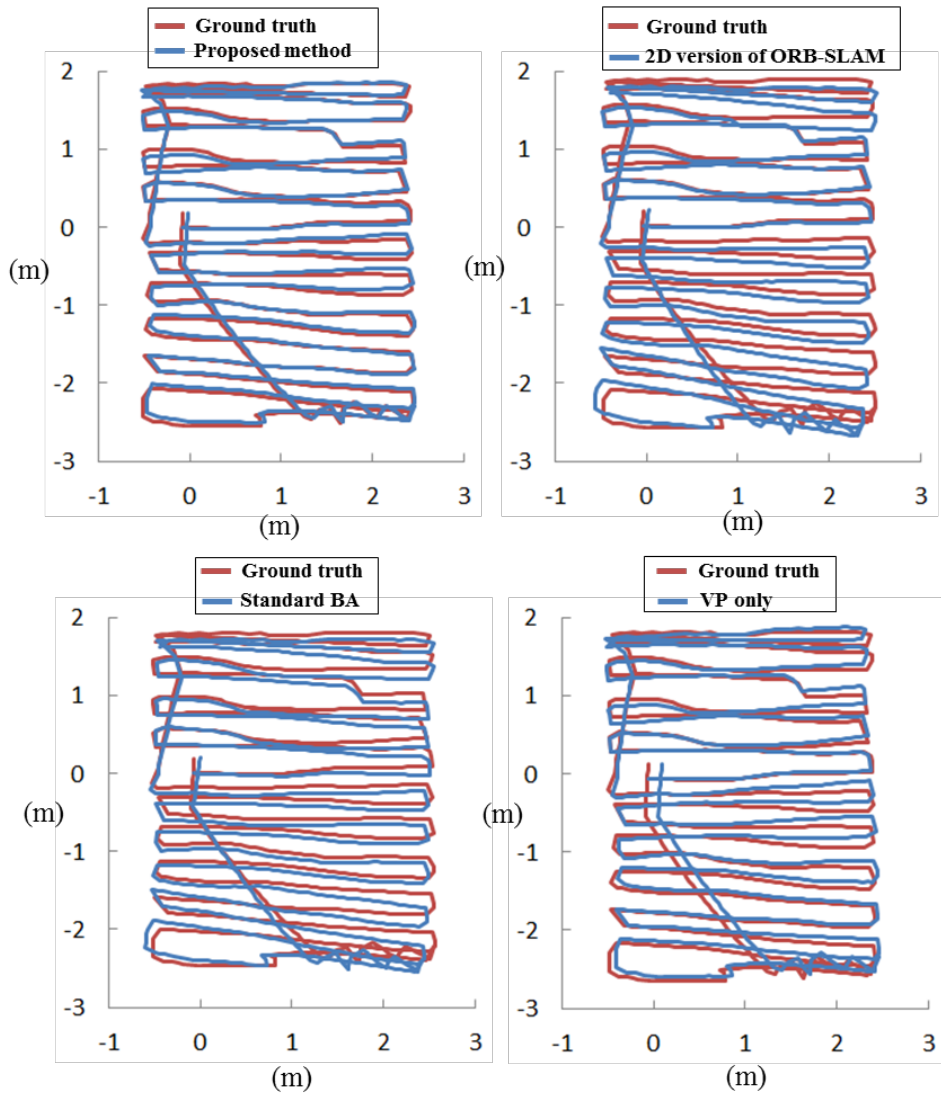 Ground truth
Proposed method
2
1
0
-1
-2
-3
(m)
-1 0 1 2 3
(m)
Ground truth
2D version of ORB-SLAM
2
1
0
-1
-2
-3
(m)
-1 0 1 2 3
(m)
Ground truth
Standard BA
2
1
0
-1
-2
-3
(m)
-1 0 1 2 3
(m)
Ground truth
VP only
2
1
0
-1
-2
-3
(m)
-1 0 1 2 3
(m)